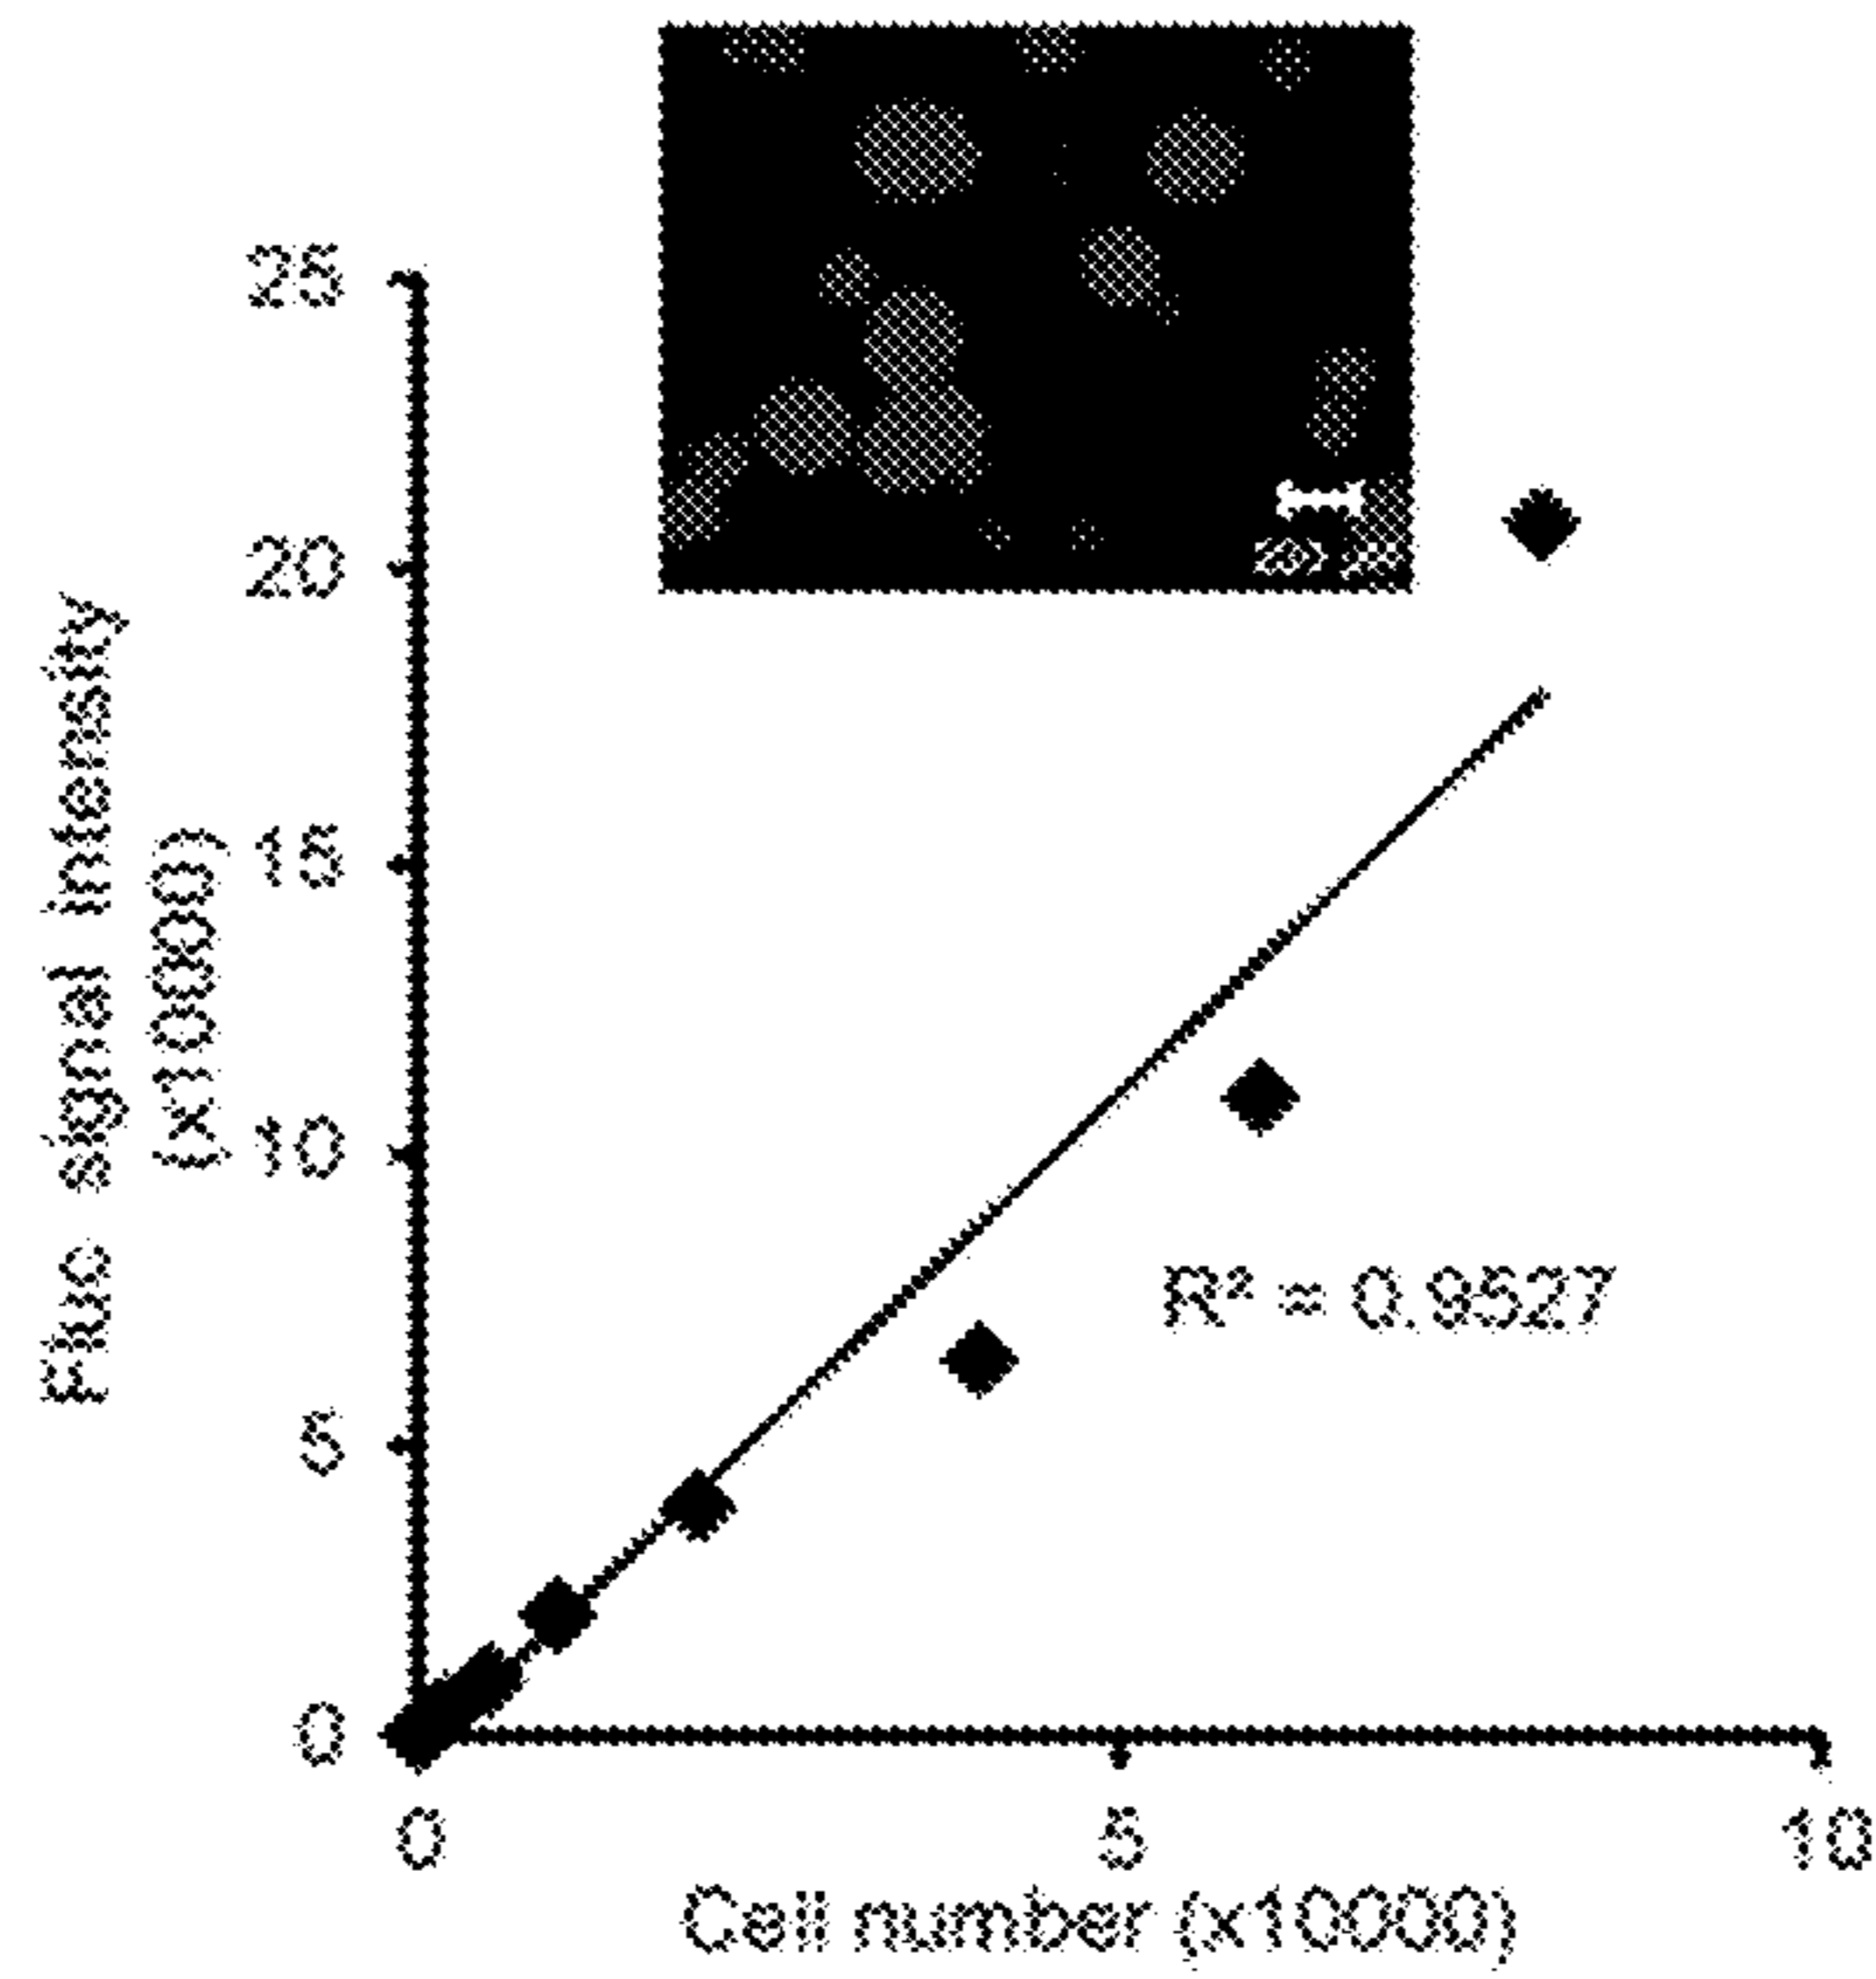 Fluc signal intensity
(x10000)
25
20
15
10
5
0
R² = 0.9527
0
5
10
Cell number (x10000)